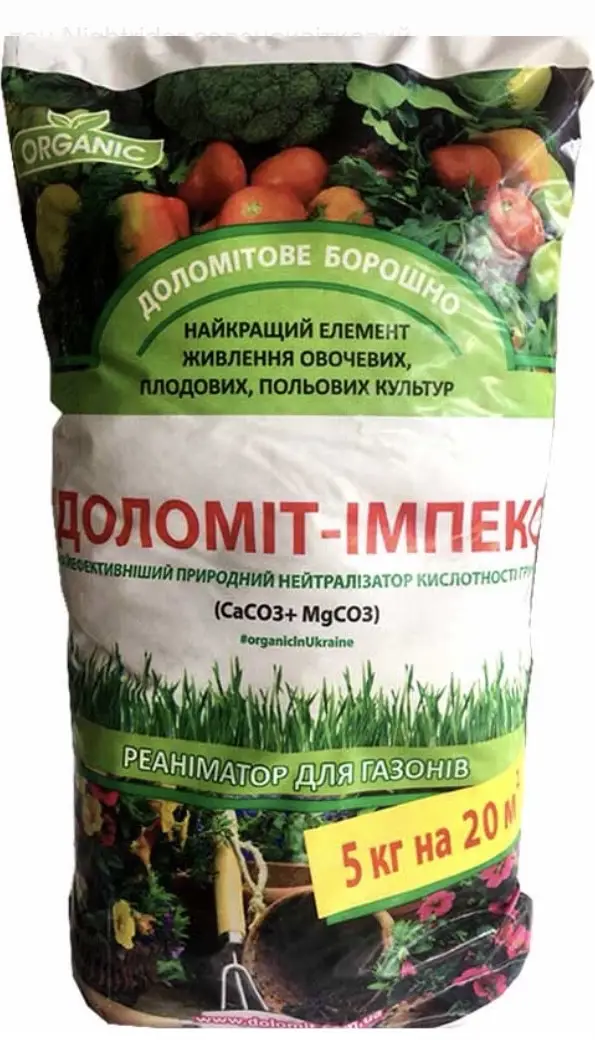 ORGANIC
ДОЛОМІТОВЕ БОРОШНО
НАЙКРАЩИЙ ЕЛЕМЕНТ
ЖИВЛЕННЯ ОВОЧЕВИХ,
ПЛОДОВИХ, ПОЛЬОВИХ КУЛЬТУР
ДОЛОМІТ-ІМПЕКС
ПРИРОДНИЙ НЕЙТРАЛІЗАТОР КИСЛОТНОСТІ
(CaCO3+ MgCO3)
#organicInUkraine
РЕАНІМАТОР ДЛЯ ГАЗОНІВ
5 кг на 20 м²